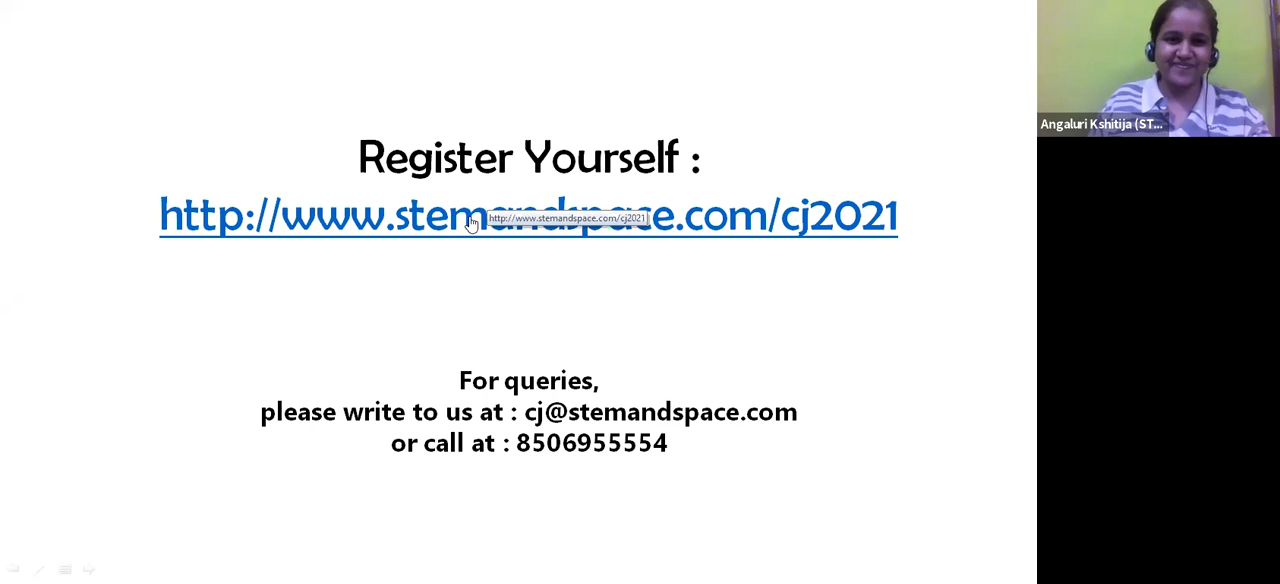 Register Yourself :
http://www.stemandspace.com/cj2021
http://www.stemandspace.com/cj2021
For queries,
please write to us at : cj@stemandspace.com
or call at : 8506955554
Angaluri Kshitija (ST...